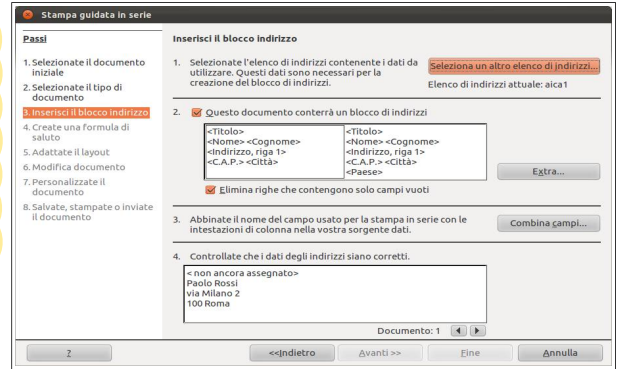 Stampa guidata in serie
Passi
1. Selezionate il documento
iniziale
2. Selezionate il tipo di
documento
3. Inserisci il blocco indirizzo
4. Create una formula di
saluto
5. Adattate il layout
6. Modifica documento
7. Personalizzate il
documento
8. Salvate, stampate o inviate
il documento
Inserisci il blocco indirizzo
1. Selezionate l'elenco di indirizzi contenente i dati da
utilizzare. Questi dati sono necessari per la
creazione del blocco di indirizzi.
Seleziona un altro elenco di indirizzi...
Elenco di indirizzi attuale: aica1
2. Questo documento conterrà un blocco di indirizzi
<Titolo>
<Nome> <Cognome>
<Indirizzo, riga 1>
<C.A.P.> <Città>
<Titolo>
<Nome> <Cognome>
<Indirizzo, riga 1>
<C.A.P.> <Città>
<Paese>
Extra...
Elimina righe che contengono solo campi vuoti
3. Abbinate il nome del campo usato per la stampa in serie con le
intestazioni di colonna nella vostra sorgente dati.
Combina campi...
4. Controllate che i dati degli indirizzi siano corretti.
< non ancora assegnato>
Paolo Rossi
via Milano 2
100 Roma
Documento: 1
?
<<Indietro
Avanti >>
Fine
Annulla